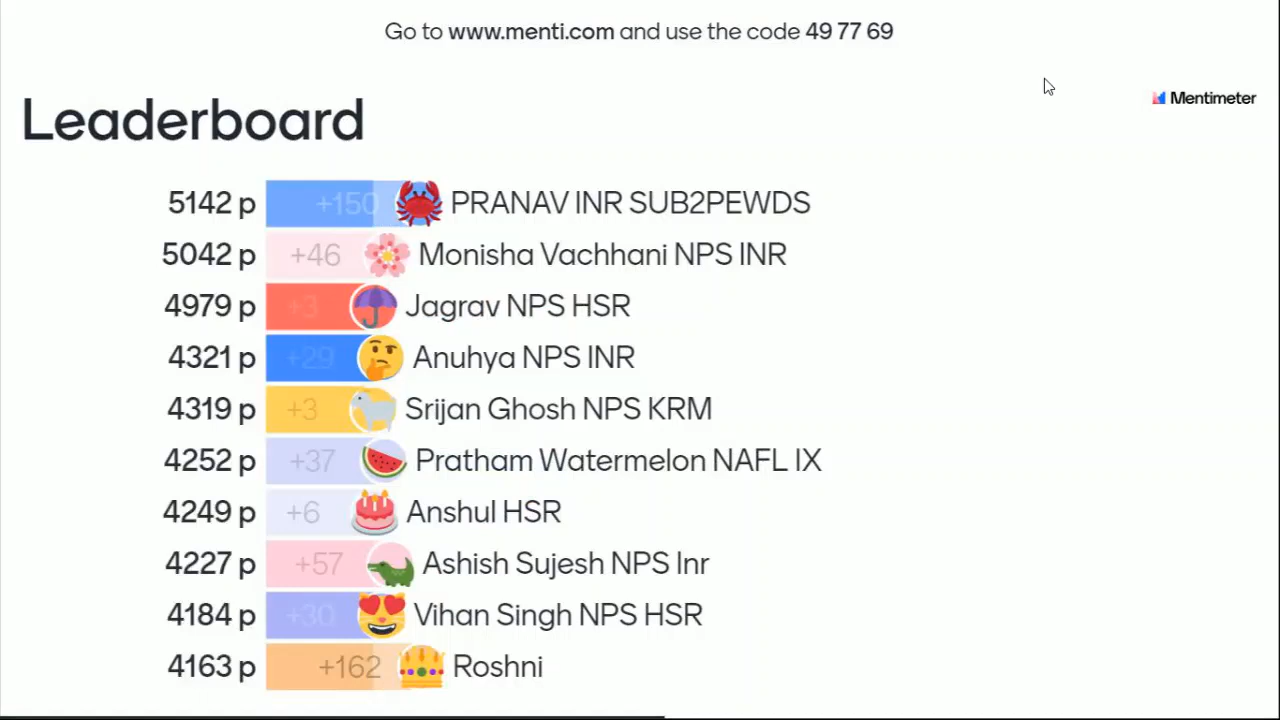 Go to www.menti.com and use the code 49 77 69
Mentimeter
Leaderboard
5142 p +150 PRANAV INR SUB2PEWDS
5042 p +46 Monisha Vachhani NPS INR
4979 p +3 Jagrav NPS HSR
4321 p +29 Anuhya NPS INR
4319 p +3 Srijan Ghosh NPS KRM
4252 p +37 Pratham Watermelon NAFL IX
4249 p +6 Anshul HSR
4227 p +57 Ashish Sujesh NPS Inr
4184 p +30 Vihan Singh NPS HSR
4163 p +162 Roshni